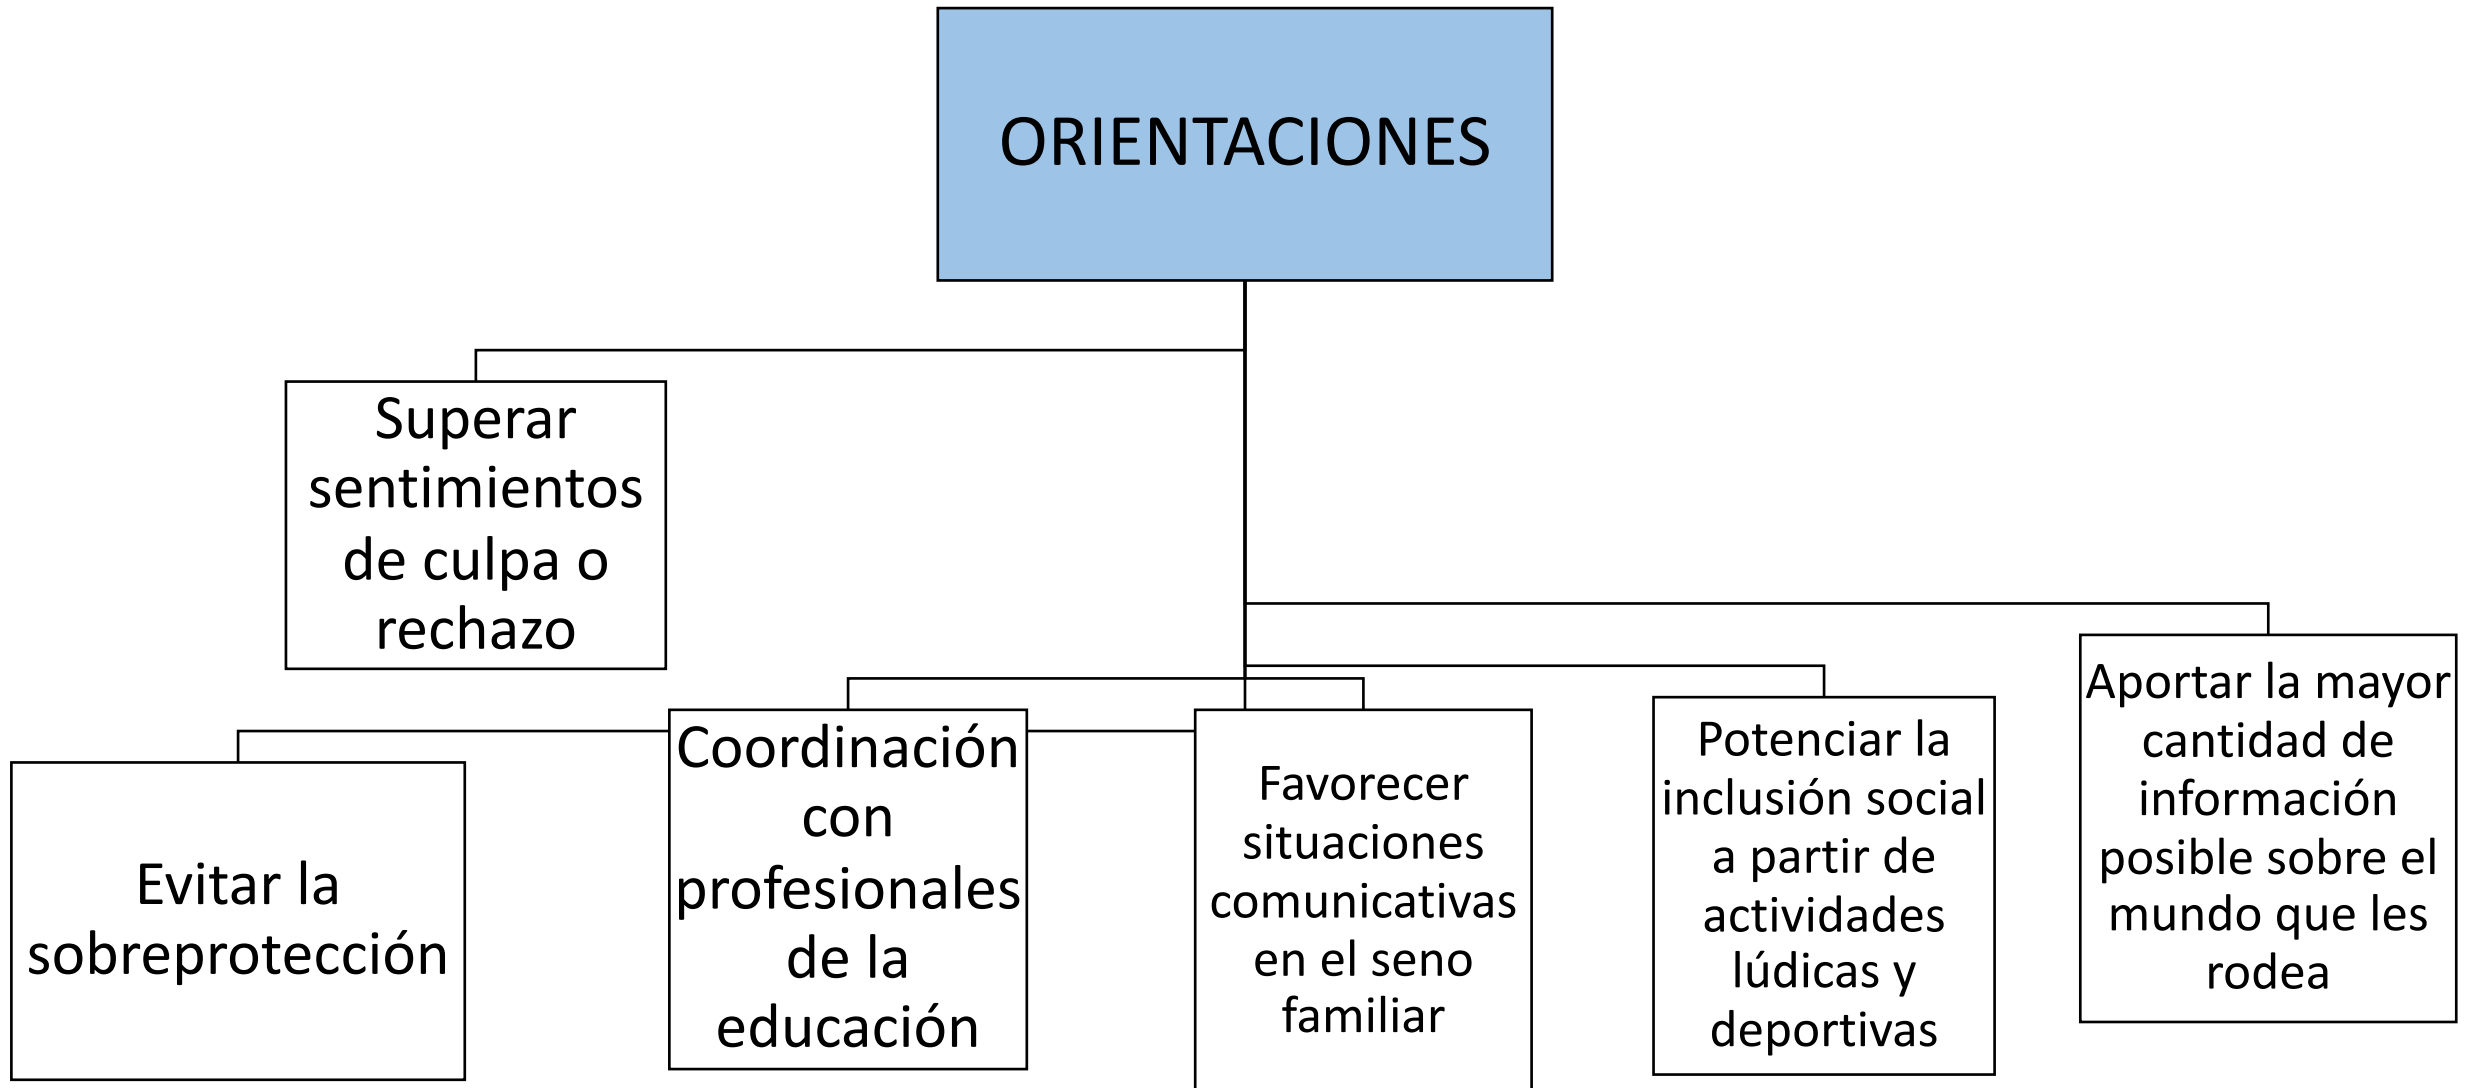 ORIENTACIONES
Superar
sentimientos
de culpa o
rechazo
Evitar la
sobreprotección
Coordinación
con
profesionales
de la
educación
Favorecer
situaciones
comunicativas
en el seno
familiar
Potenciar la
inclusión social
a partir de
actividades
lúdicas y
deportivas
Aportar la mayor
cantidad de
información
posible sobre el
mundo que les
rodea